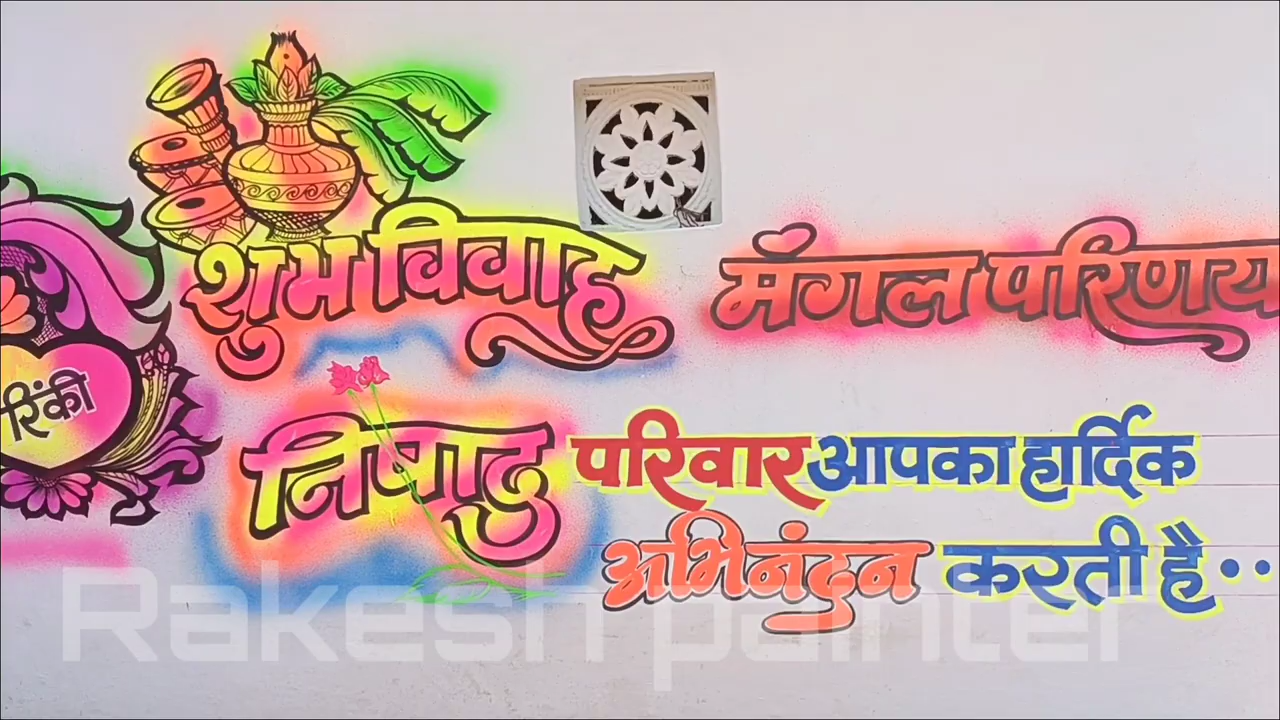 शुभ विवाह
मंगल परिणय
रिंकी
निषाद परिवार आपका हार्दिक
अभिनंदन करती है..
Rakesh painter